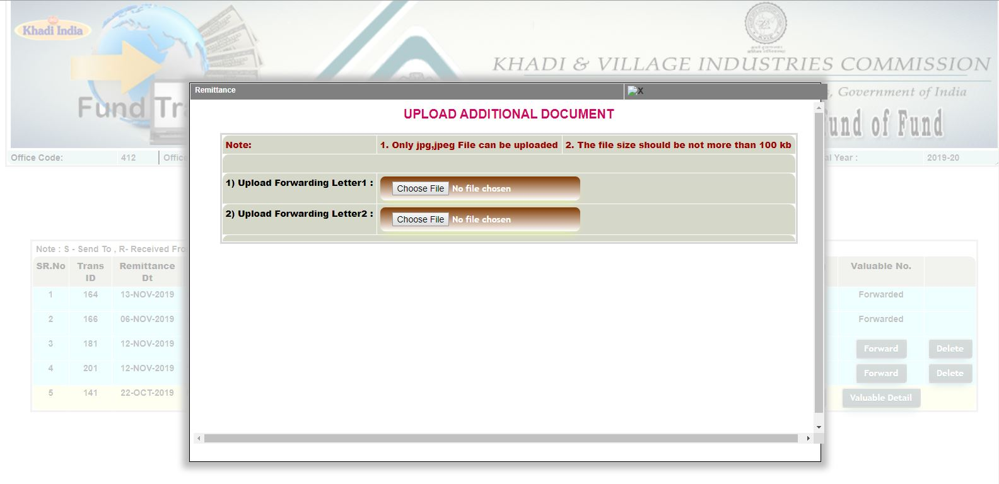 Khadi India
KHADI & VILLAGE INDUSTRIES COMMISSION
Government of India
Fund
Fund of Fund
Office Code: 412 2019-20
Year :
Remittance X
UPLOAD ADDITIONAL DOCUMENT
Note: 1. Only jpg,jpeg File can be uploaded 2. The file size should be not more than 100 kb
1) Upload Forwarding Letter1 : Choose File No file chosen
2) Upload Forwarding Letter2 : Choose File No file chosen
Note : S - Send To , R- Received
SR.No Trans ID Remittance Dt Valuable No.
1 164 13-NOV-2019 Forwarded
2 166 06-NOV-2019 Forwarded
3 181 12-NOV-2019 Forward Delete
4 201 12-NOV-2019 Forward Delete
5 141 22-OCT-2019 Valuable Detail